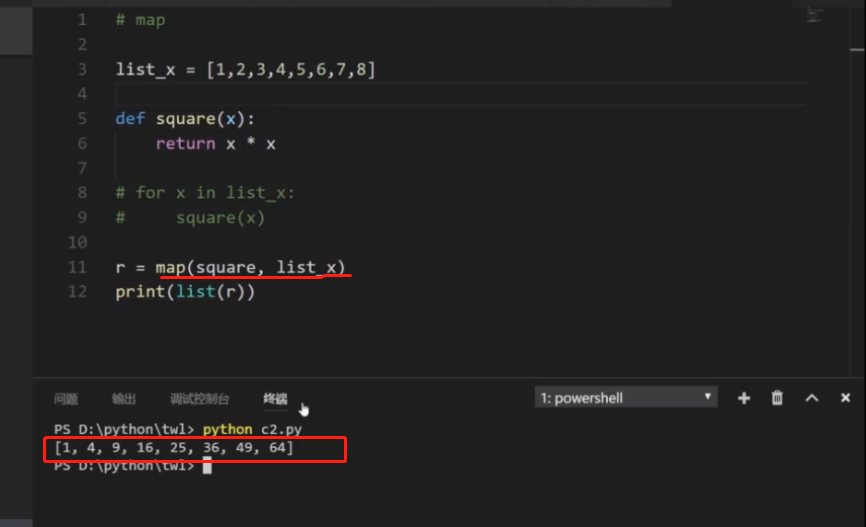 1 # map
2
3 list_x = [1,2,3,4,5,6,7,8]
4
5 def square(x):
6     return x * x
7
8 # for x in list_x:
9 #     square(x)
10
11 r = map(square, list_x)
12 print(list(r))
问题 输出 调试控制台 终端 1: powershell
PS D:\python\twl> python c2.py
[1, 4, 9, 16, 25, 36, 49, 64]
PS D:\python\twl>